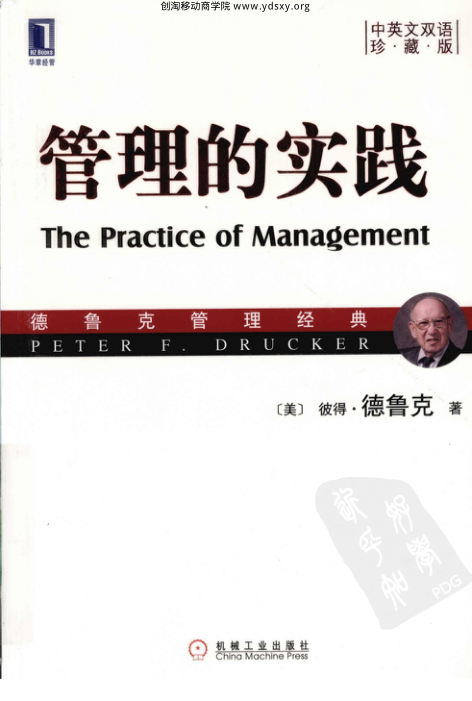 创淘移动商学院 www.ydsxy.org
HZ Books
华章经管
中英文双语
珍·藏·版
管理的实践
The Practice of Management
德鲁克管理经典
PETER F. DRUCKER
〔美〕 彼得·德鲁克 著
PDG
机械工业出版社
China Machine Press